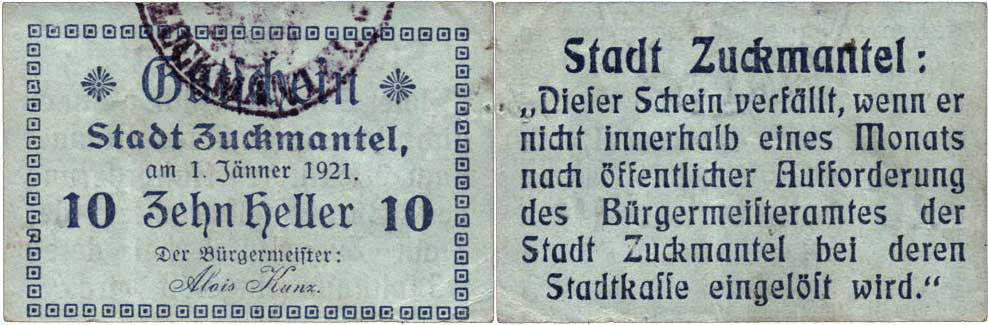 Gutschein
Stadt Zuckmantel,
am 1. Jänner 1921.
10 Zehn Heller 10
Der Bürgermeister:
Alois Kunz.
Stadt Zuckmantel:
„Dieser Schein verfällt, wenn er
nicht innerhalb eines Monats
nach öffentlicher Aufforderung
des Bürgermeisteramtes der
Stadt Zuckmantel bei deren
Stadtkasse eingelöst wird.“